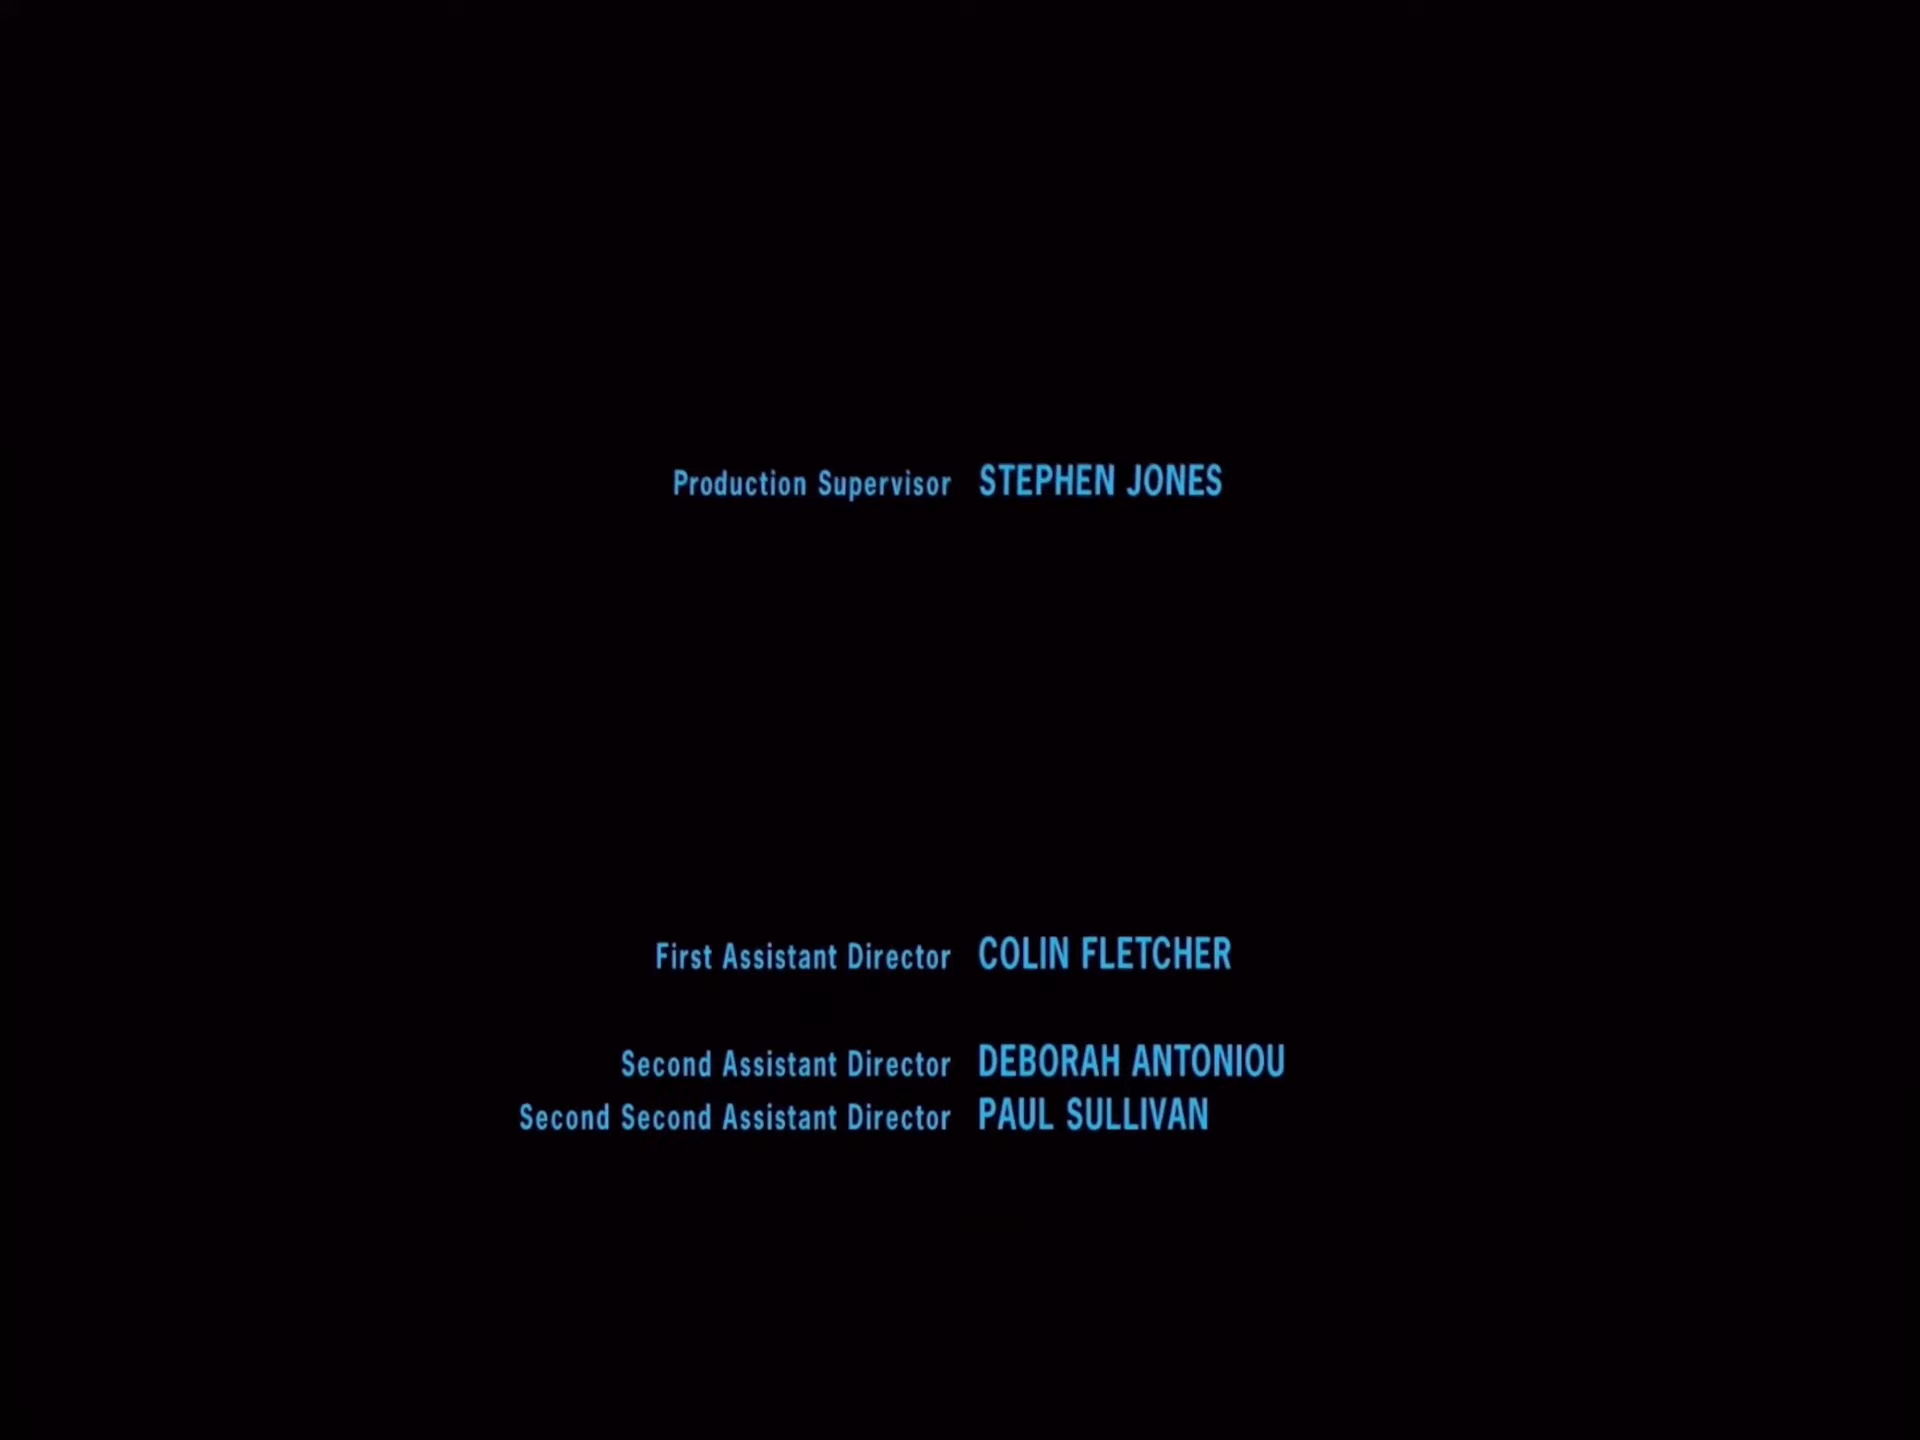 Production Supervisor STEPHEN JONES
First Assistant Director COLIN FLETCHER
Second Assistant Director DEBORAH ANTONIOU
Second Second Assistant Director PAUL SULLIVAN